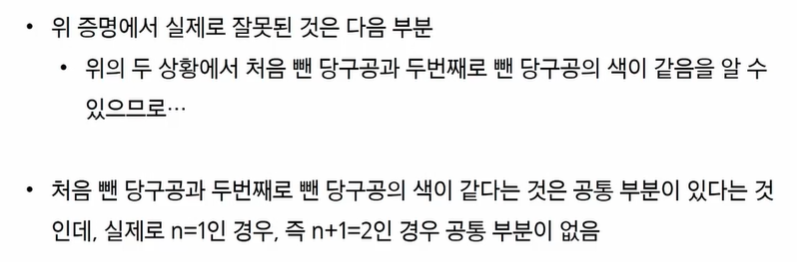 • 위 증명에서 실제로 잘못된 것은 다음 부분
• 위의 두 상황에서 처음 뺀 당구공과 두번째로 뺀 당구공의 색이 같음을 알 수
있으므로…
• 처음 뺀 당구공과 두번째로 뺀 당구공의 색이 같다는 것은 공통 부분이 있다는 것
인데, 실제로 n=1인 경우, 즉 n+1=2인 경우 공통 부분이 없음